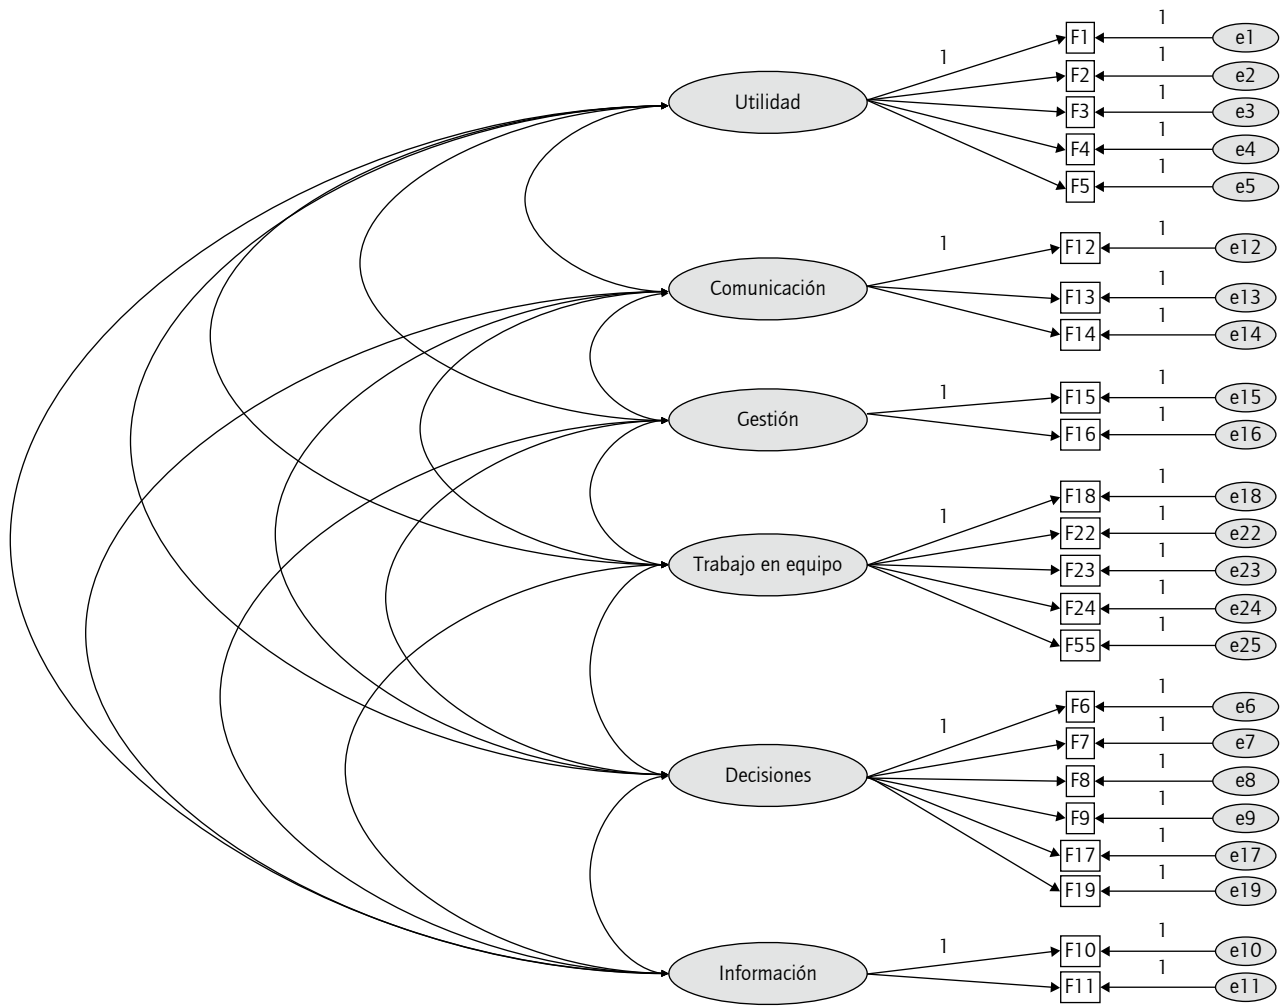 1
F1 1 e1
F2 1 e2
Utilidad
F3 1 e3
F4 1 e4
F5 1 e5
1
F12 1 e12
Comunicación
F13 1 e13
F14 1 e14
1
F15 1 e15
Gestión
F16 1 e16
1
F18 1 e18
F22 1 e22
Trabajo en equipo
F23 1 e23
F24 1 e24
F55 1 e25
1
F6 1 e6
F7 1 e7
Decisiones
F8 1 e8
F9 1 e9
F17 1 e17
F19 1 e19
1
F10 1 e10
Información
F11 1 e11